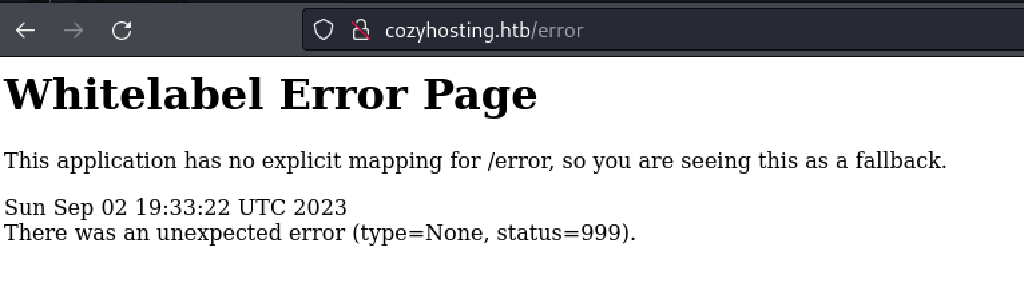 cozyhosting.htb/error
Whitelabel Error Page
This application has no explicit mapping for /error, so you are seeing this as a fallback.
Sun Sep 02 19:33:22 UTC 2023
There was an unexpected error (type=None, status=999).